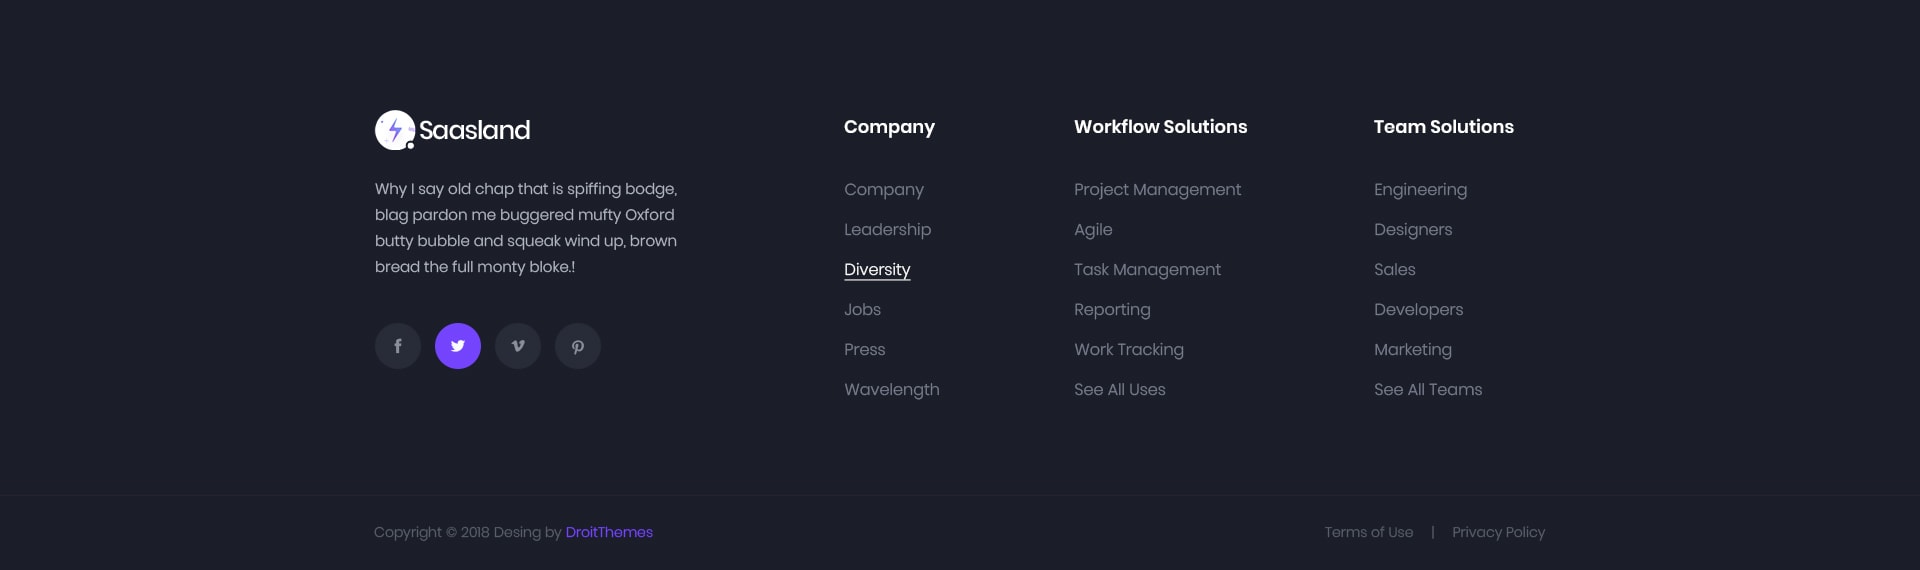 Saasland
Why I say old chap that is spiffing bodge,
blag pardon me buggered mufty Oxford
butty bubble and squeak wind up, brown
bread the full monty bloke.!
Company
Company
Leadership
Diversity
Jobs
Press
Wavelength
Workflow Solutions
Project Management
Agile
Task Management
Reporting
Work Tracking
See All Uses
Team Solutions
Engineering
Designers
Sales
Developers
Marketing
See All Teams
Copyright © 2018 Desing by DroitThemes
Terms of Use | Privacy Policy